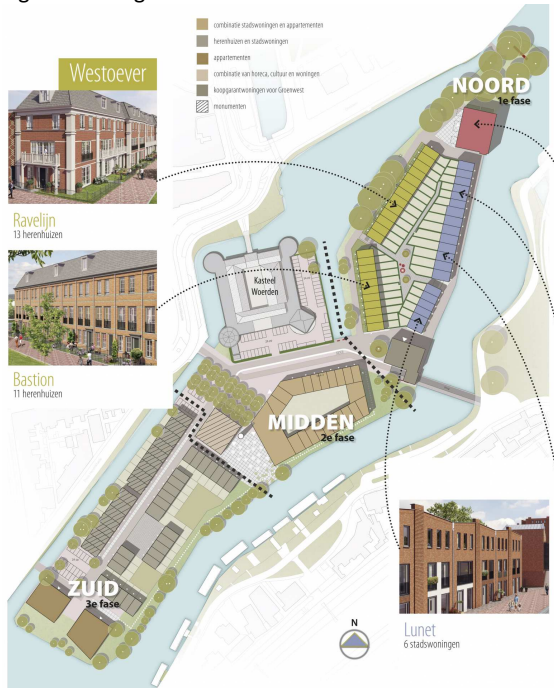 combinatie stadswoningen en appartementen
herenhuizen en stadswoningen
appartementen
combinatie van horeca, cultuur en woningen
koopgarantwoningen voor Groenwest
monumenten
Westoever
NOORD
1e fase
Ravelijn
13 herenhuizen
Kasteel
Woerden
Bastion
11 herenhuizen
MIDDEN
2e fase
ZUID
3e fase
N
Lunet
6 stadswoningen